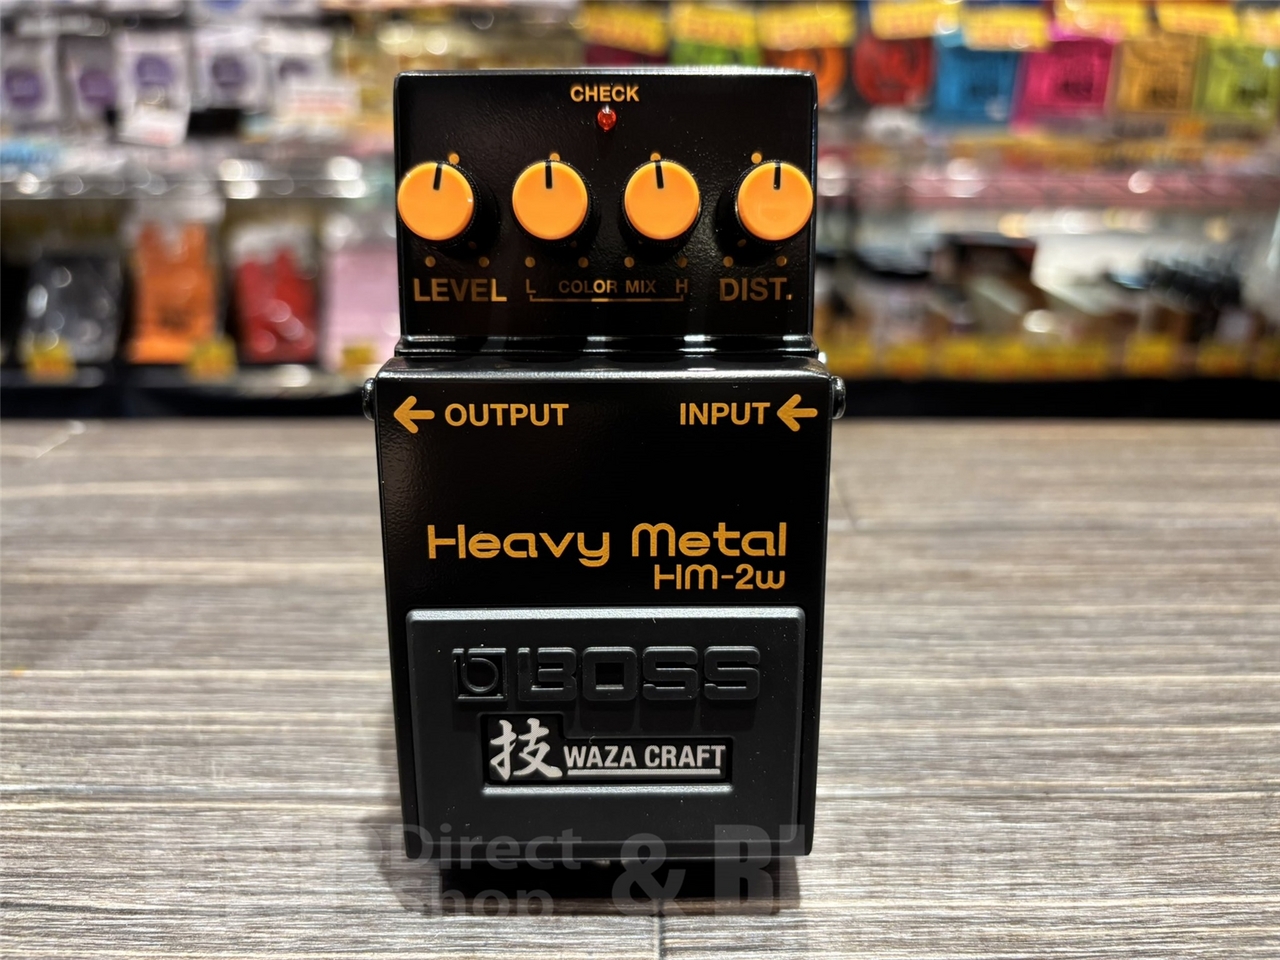 CHECK
LEVEL
L COLOR MIX H
DIST.
OUTPUT
INPUT
Heavy Metal
HM-2w
BOSS
技 WAZA CRAFT
Direct
Shop
&